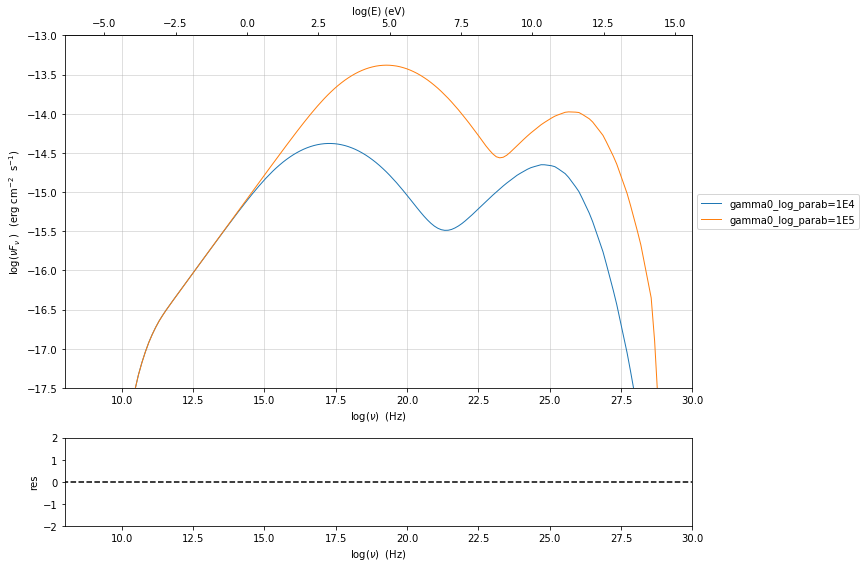 log(E) (eV)
−5.0 −2.5 0.0 2.5 5.0 7.5 10.0 12.5 15.0
−13.0
−13.5
−14.0
−14.5
−15.0
−15.5
−16.0
−16.5
−17.0
−17.5
log(νFν ) (erg cm−2 s−1)
gamma0_log_parab=1E4
gamma0_log_parab=1E5
10.0 12.5 15.0 17.5 20.0 22.5 25.0 27.5 30.0
log(ν) (Hz)
2
1
0
−1
−2
res
10.0 12.5 15.0 17.5 20.0 22.5 25.0 27.5 30.0
log(ν) (Hz)